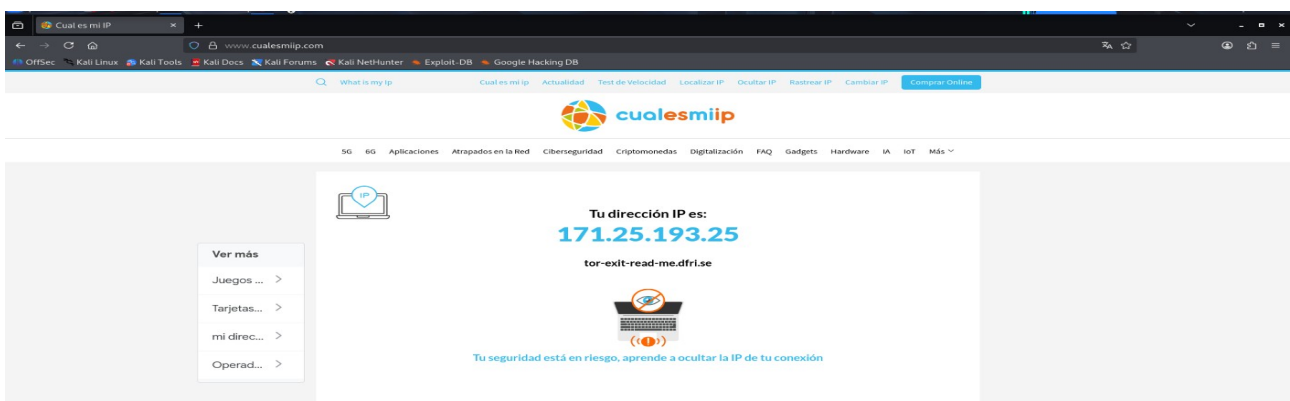 Cual es mi IP
www.cualesmiip.com
OffSec Kali Linux Kali Tools Kali Docs Kali Forums Kali NetHunter Exploit-DB Google Hacking DB
What is my ip Cual es mi ip Actualidad Test de Velocidad Localizar IP Ocultar IP Rastrear IP Cambiar IP Comprar Online
cualesmiip
5G 6G Aplicaciones Atrapados en la Red Ciberseguridad Criptomonedas Digitalización FAQ Gadgets Hardware IA IoT Más
IP
Tu dirección IP es:
171.25.193.25
tor-exit-read-me.dfri.se
Ver más
Juegos ...
Tarjetas...
mi direc...
Operad...
Tu seguridad está en riesgo, aprende a ocultar la IP de tu conexión